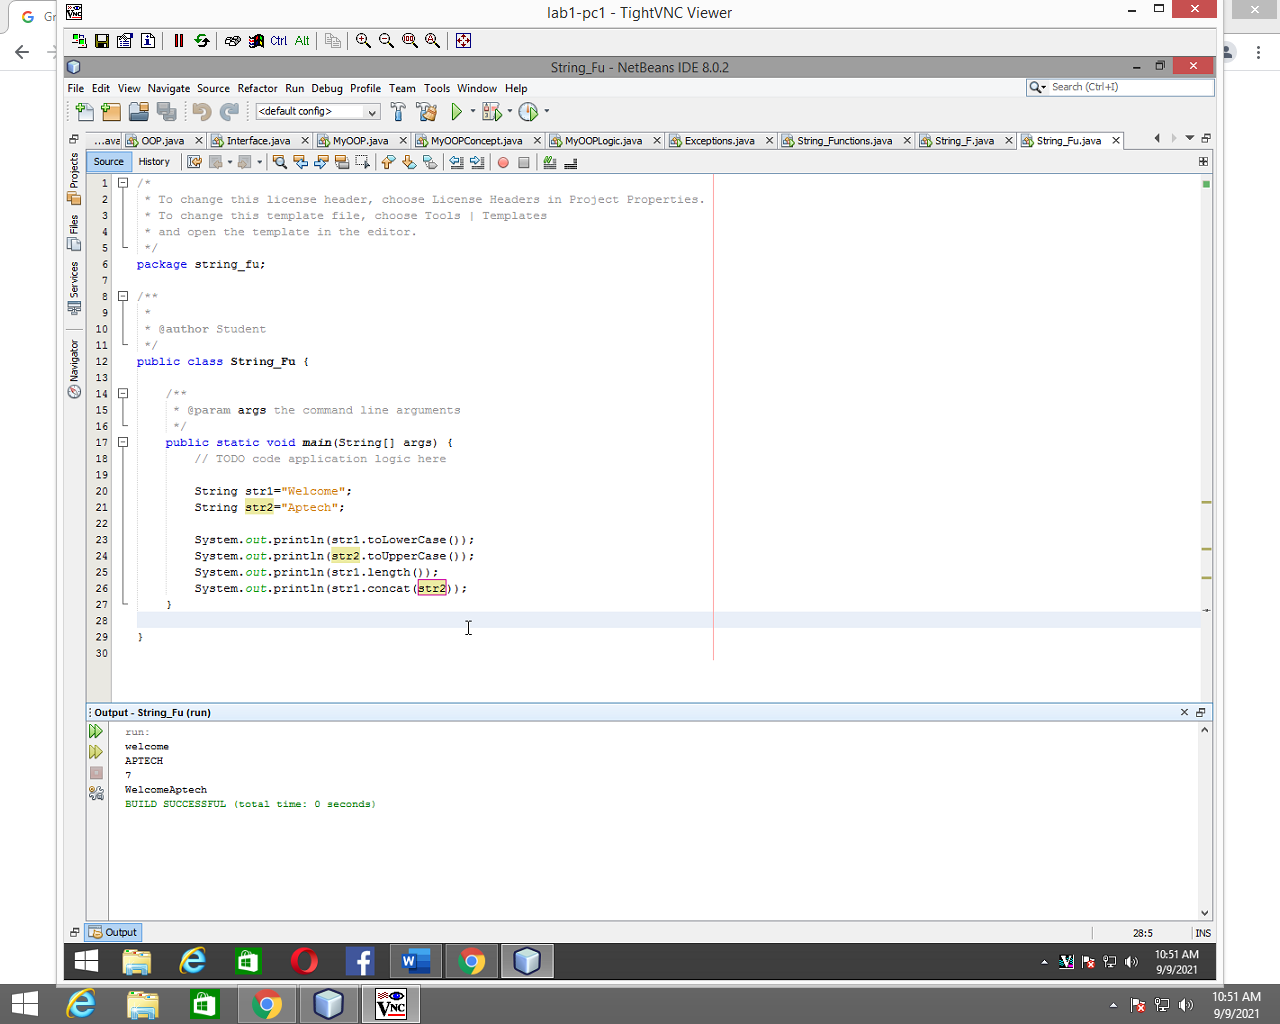 Gr
lab1-pc1 - TightVNC Viewer
Ctrl Alt
String_Fu - NetBeans IDE 8.0.2
File Edit View Navigate Source Refactor Run Debug Profile Team Tools Window Help
Search (Ctrl+I)
<default config>
...ava OOP.java Interface.java MyOOP.java MyOOPConcept.java MyOOPLogic.java Exceptions.java String_Functions.java String_F.java String_Fu.java
Source History
Projects
Files
Services
Navigator
1 /*
2 * To change this license header, choose License Headers in Project Properties.
3 * To change this template file, choose Tools | Templates
4 * and open the template in the editor.
5 */
6 package string_fu;
7
8 /**
9 *
10 * @author Student
11 */
12 public class String_Fu {
13
14 /**
15 * @param args the command line arguments
16 */
17 public static void main(String[] args) {
18 // TODO code application logic here
19
20 String str1="Welcome";
21 String str2="Aptech";
22
23 System.out.println(str1.toLowerCase());
24 System.out.println(str2.toUpperCase());
25 System.out.println(str1.length());
26 System.out.println(str1.concat(str2));
27 }
28
29 }
30
Output - String_Fu (run)
run:
welcome
APTECH
7
WelcomeAptech
BUILD SUCCESSFUL (total time: 0 seconds)
Output
28:5 INS
10:51 AM
9/9/2021
10:51 AM
9/9/2021